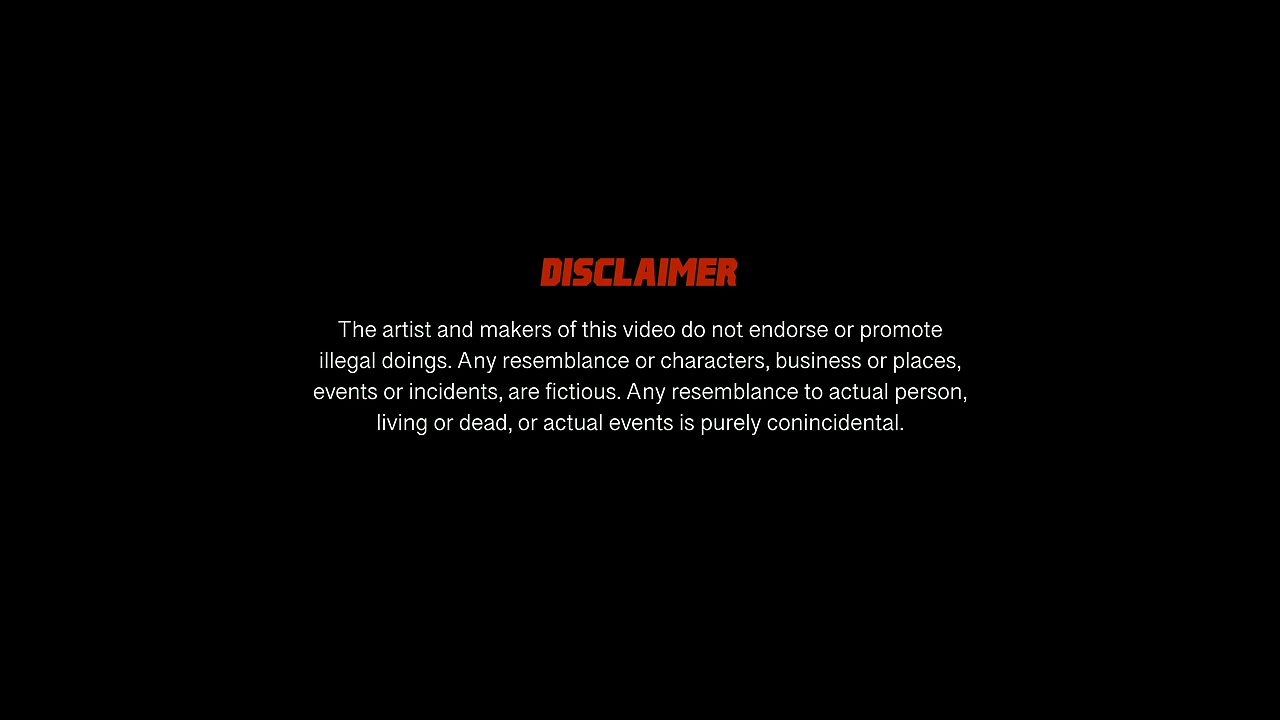 DISCLAIMER
The artist and makers of this video do not endorse or promote
illegal doings. Any resemblance or characters, business or places,
events or incidents, are fictious. Any resemblance to actual person,
living or dead, or actual events is purely conincidental.